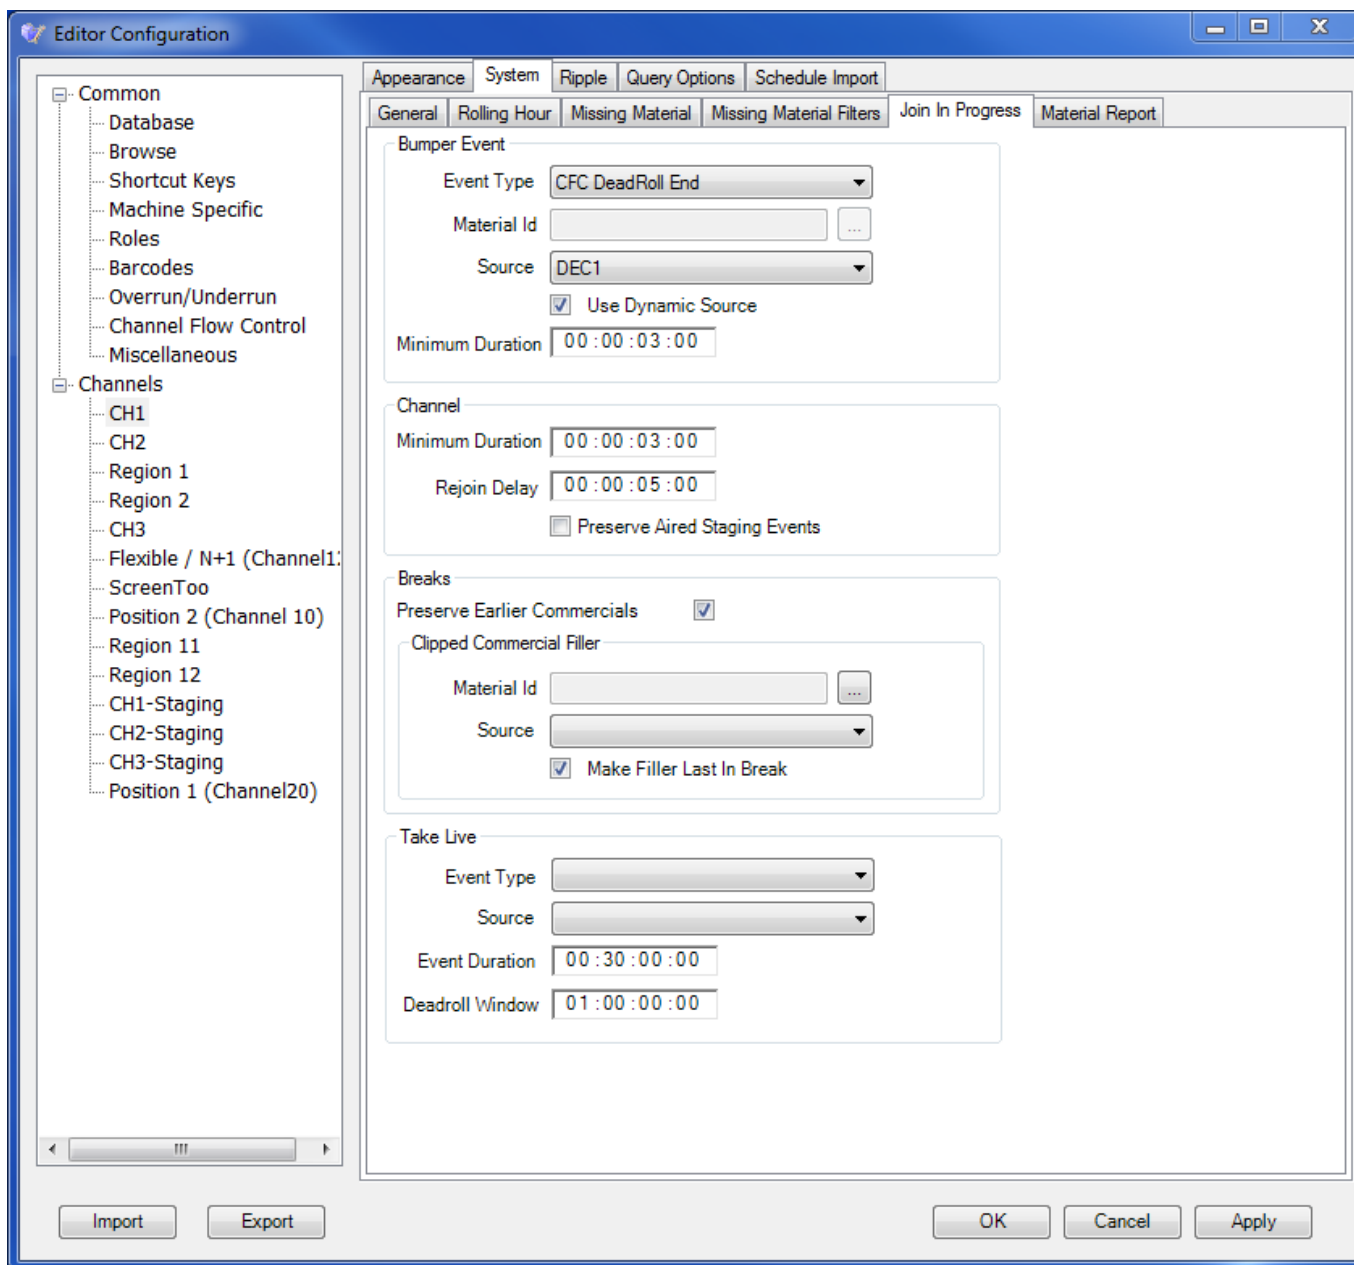 Editor Configuration
Common
Database
Browse
Shortcut Keys
Machine Specific
Roles
Barcodes
Overrun/Underrun
Channel Flow Control
Miscellaneous
Channels
CH1
CH2
Region 1
Region 2
CH3
Flexible / N+1 (Channel1
ScreenToo
Position 2 (Channel 10)
Region 11
Region 12
CH1-Staging
CH2-Staging
CH3-Staging
Position 1 (Channel20)
Appearance System Ripple Query Options Schedule Import
General Rolling Hour Missing Material Missing Material Filters Join In Progress Material Report
Bumper Event
Event Type CFC DeadRoll End
Material Id ...
Source DEC1
Use Dynamic Source
Minimum Duration 00:00:03:00
Channel
Minimum Duration 00:00:03:00
Rejoin Delay 00:00:05:00
Preserve Aired Staging Events
Breaks
Preserve Earlier Commercials
Clipped Commercial Filler
Material Id ...
Source
Make Filler Last In Break
Take Live
Event Type
Source
Event Duration 00:30:00:00
Deadroll Window 01:00:00:00
Import Export OK Cancel Apply